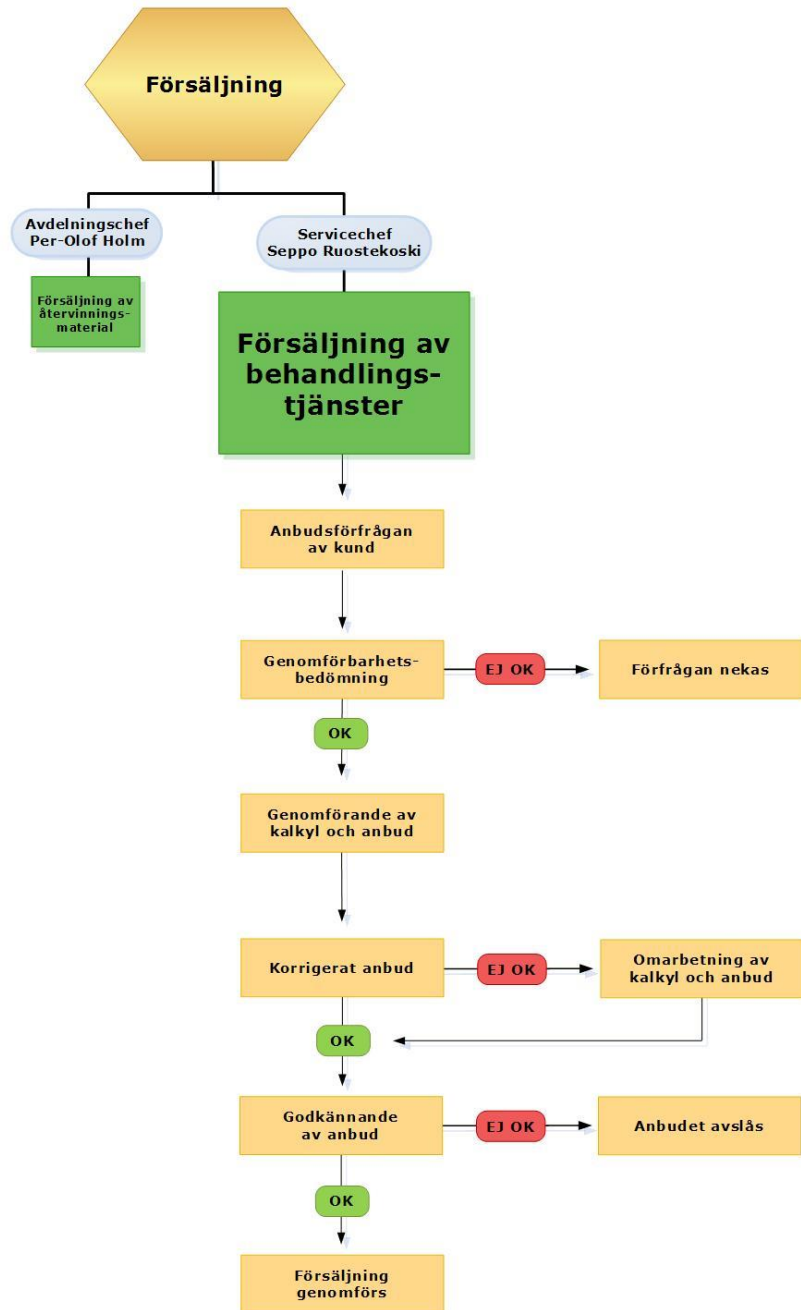 Försäljning
Avdelningschef
Per-Olof Holm
Servicechef
Seppo Ruostekoski
Försäljning av
återvinnings-
material
Försäljning av
behandlings-
tjänster
Anbudsförfrågan
av kund
Genomförbarhets-
bedömning
EJ OK
Förfrågan nekas
OK
Genomförande av
kalkyl och anbud
Korrigerat anbud
EJ OK
Omarbetning av
kalkyl och anbud
OK
Godkännande
av anbud
EJ OK
Anbudet avslås
OK
Försäljning
genomförs